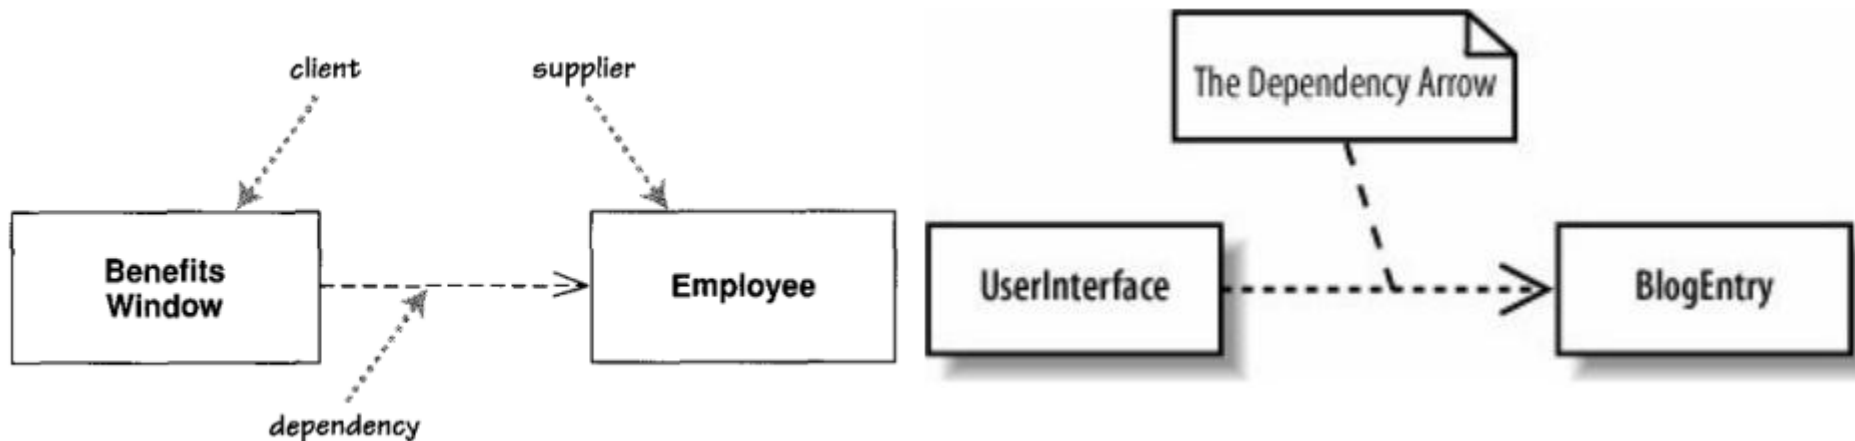 client
supplier
Benefits
Window
Employee
dependency
The Dependency Arrow
UserInterface
BlogEntry